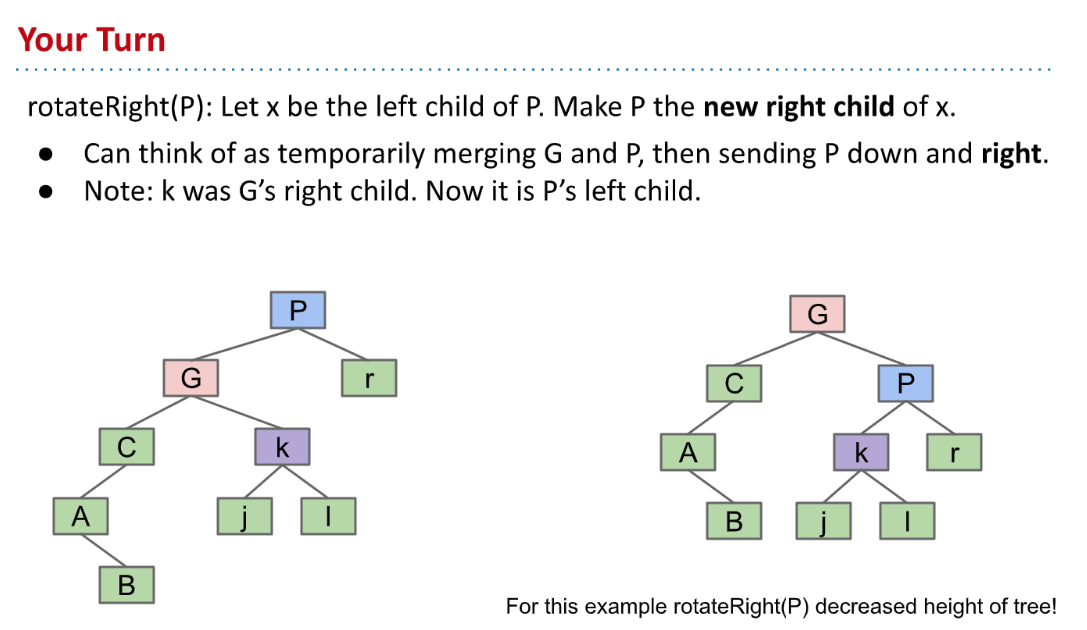 Your Turn
rotateRight(P): Let x be the left child of P. Make P the new right child of x.
● Can think of as temporarily merging G and P, then sending P down and right.
● Note: k was G’s right child. Now it is P’s left child.
P
G
G
r
C
P
C
k
A
k
r
A
j
l
B
j
l
B
For this example rotateRight(P) decreased height of tree!